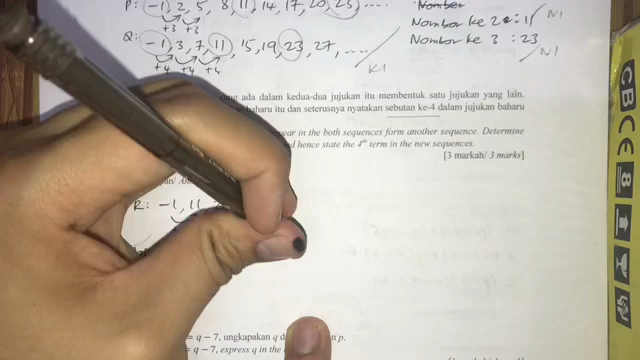 P: -1, 2, 5, 8, 11, 14, 17, 20, 23 ....
+3 +3
Nombor ke 2 : 11 N1
Q: -1, 3, 7, 11, 15, 19, 23, 27, .... K1
Nombor ke 3 : 23 N1
+4 +4 +4
ada dalam kedua-dua jujukan itu membentuk satu jujukan yang lain.
baharu itu dan seterusnya nyatakan sebutan ke-4 dalam jujukan baharu
in the both sequences form another sequence. Determine
hence state the 4th term in the new sequences.
[3 markah/ 3 marks]
R: -1, 11,
= q - 7, ungkapakan q p.
= q - 7, express q in the
CE